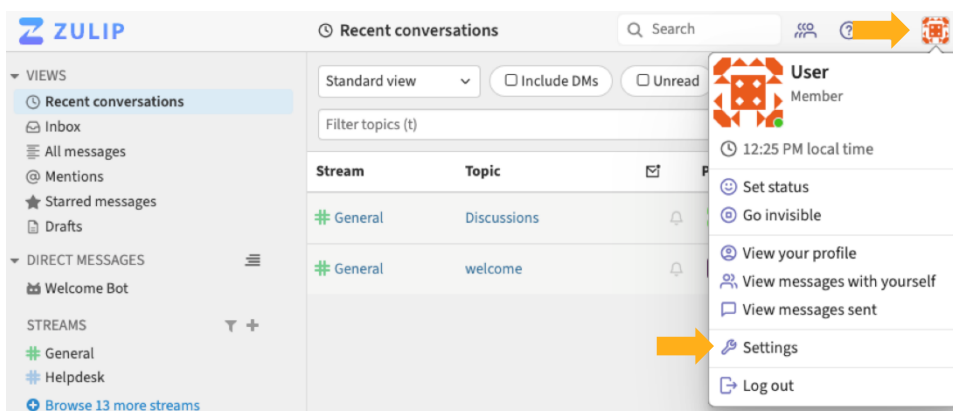 ZULIP
Recent conversations
Search
VIEWS
Recent conversations
Inbox
All messages
Mentions
Starred messages
Drafts
DIRECT MESSAGES
Welcome Bot
STREAMS
General
Helpdesk
Browse 13 more streams
Standard view
Include DMs
Unread
Filter topics (t)
Stream Topic P
General Discussions
General welcome
User
Member
12:25 PM local time
Set status
Go invisible
View your profile
View messages with yourself
View messages sent
Settings
Log out